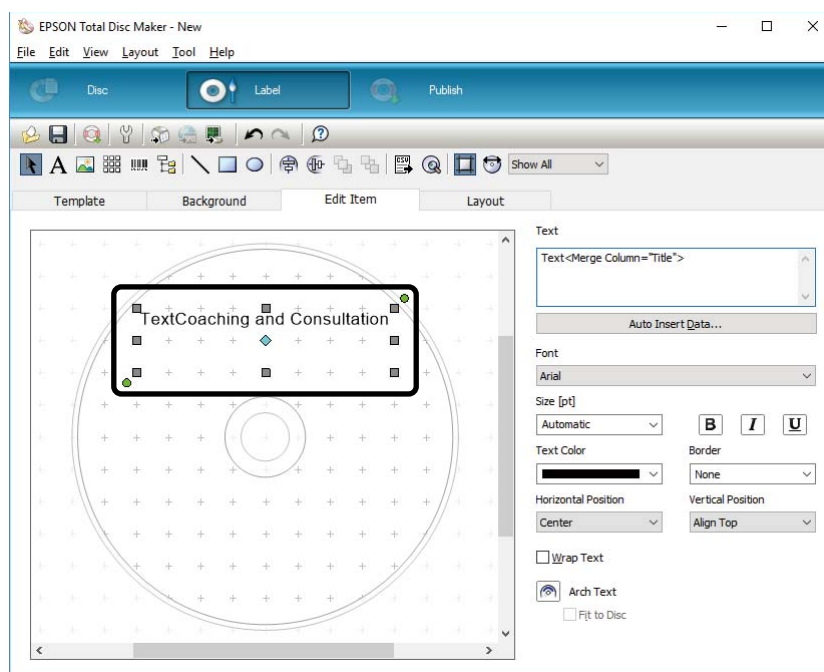 EPSON Total Disc Maker - New
File Edit View Layout Tool Help
Disc Label Publish
A CSV Show All
Template Background Edit Item Layout
Text
Text<Merge Column="Title">
TextCoaching and Consultation
Auto Insert Data...
Font
Arial
Size [pt]
Automatic B I U
Text Color Border
None
Horizontal Position Vertical Position
Center Align Top
Wrap Text
Arch Text
Fit to Disc